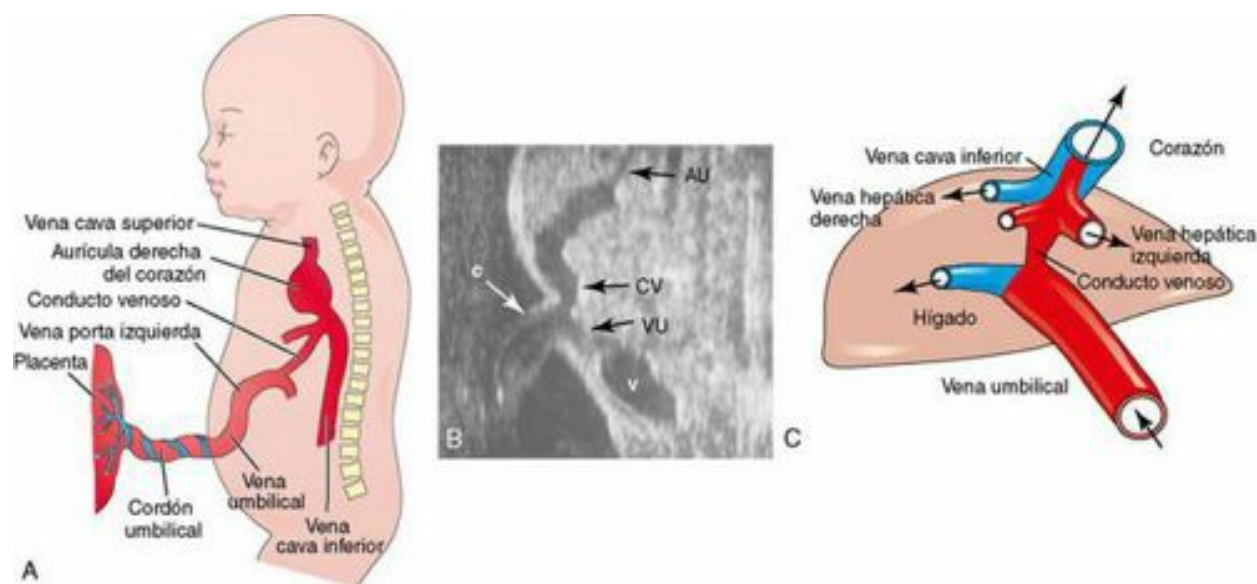 Vena cava superior
Aurícula derecha
del corazón
Conducto venoso
Vena porta izquierda
Placenta
Cordón
umbilical
Vena
umbilical
Vena
cava inferior
A
AU
c
CV
VU
v
B
C
Vena cava inferior
Corazón
Vena hepática
derecha
Vena hepática
izquierda
Conducto venoso
Hígado
Vena umbilical